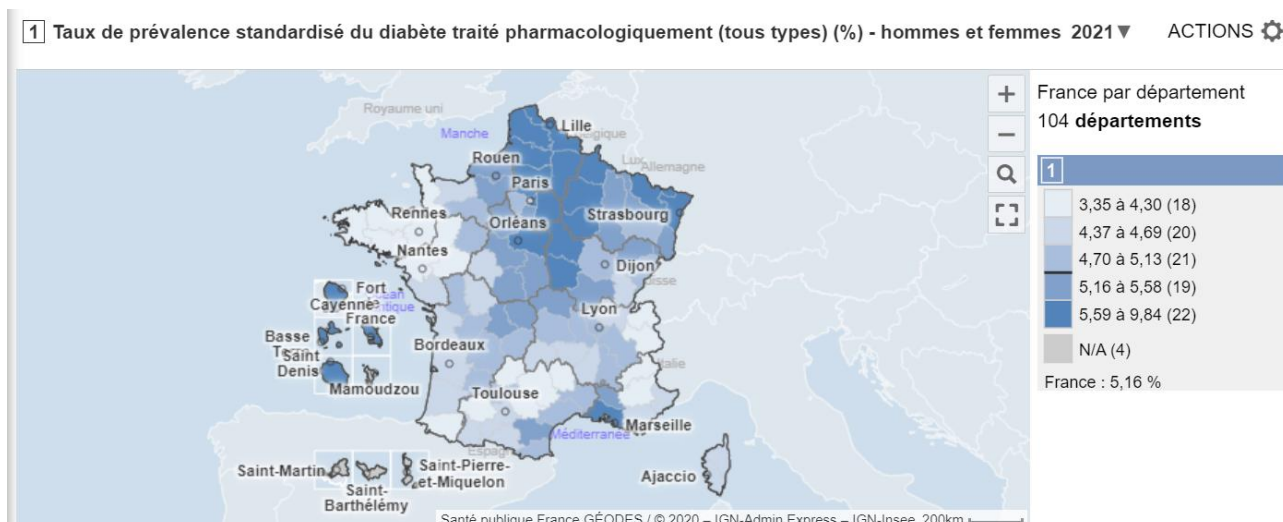 1 Taux de prévalence standardisé du diabète traité pharmacologiquement (tous types) (%) - hommes et femmes 2021▼ ACTIONS
Royaume uni
Manche
Lille
Belgique
Rouen
Lux
Allemagne
Paris
Rennes
Orléans
Strasbourg
Nantes
Dijon
Suisse
Fort
Cayenne
France
Lyon
Basse
Terre
Saint
Denis
Bordeaux
Italie
Mamoudzou
Toulouse
Marseille
Méditerranée
Espagne
Saint-Martin
Saint-Pierre-
et-Miquelon
Saint-
Barthélémy
Ajaccio
Santé publique France GÉODES / © 2020 – IGN-Admin Express – IGN-Insee 200km
+
−
France par département
104 départements
1
3,35 à 4,30 (18)
4,37 à 4,69 (20)
4,70 à 5,13 (21)
5,16 à 5,58 (19)
5,59 à 9,84 (22)
N/A (4)
France : 5,16 %